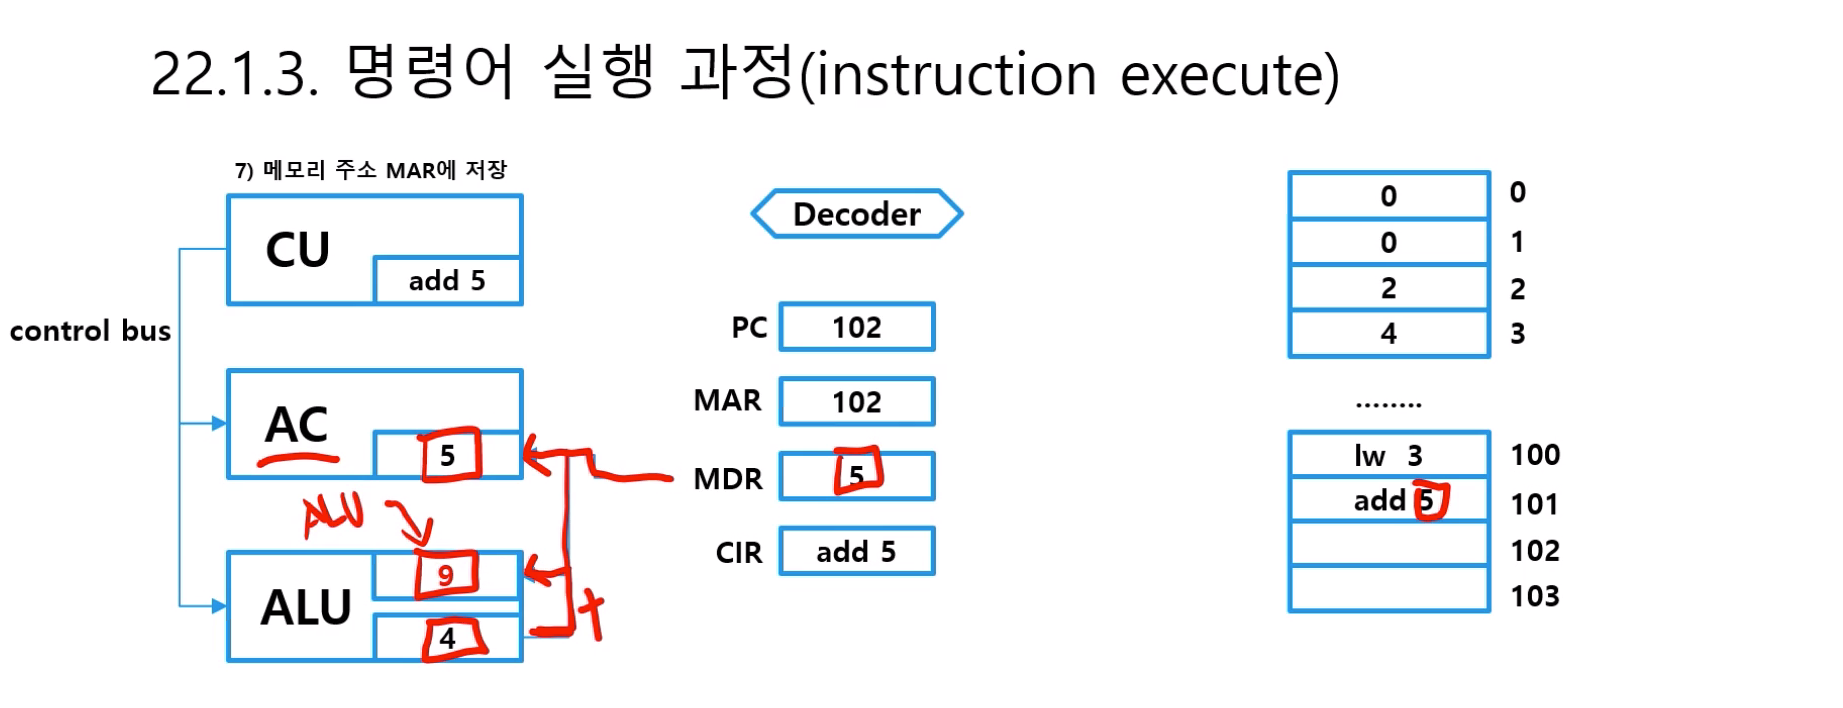 22.1.3. 명령어 실행 과정(instruction execute)
7) 메모리 주소 MAR에 저장
CU
add 5
control bus
AC
5
ALU
ALU
9
4
+
Decoder
PC 102
MAR 102
MDR 5
CIR add 5
0 0
0 1
2 2
4 3
........
lw 3 100
add 5 101
102
103